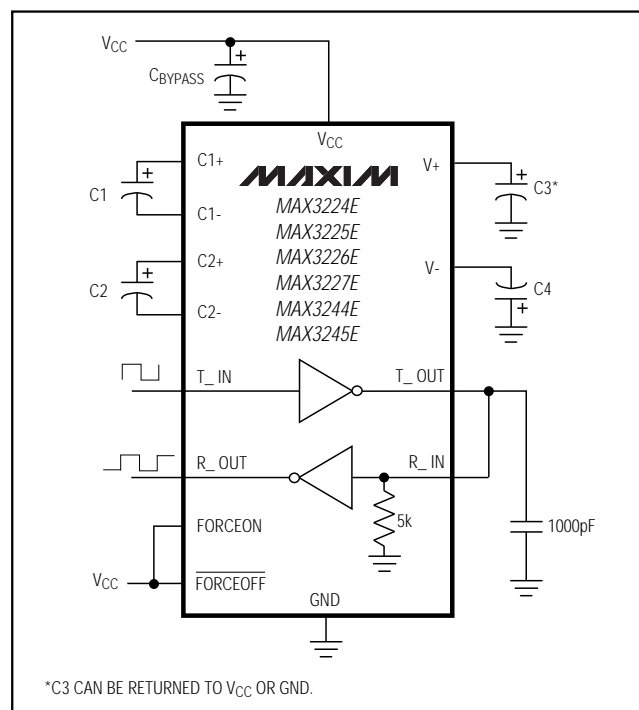 VCC
CBYPASS
VCC
C1
C1+
C1-
C2
C2+
C2-
MAXIM
MAX3224E
MAX3225E
MAX3226E
MAX3227E
MAX3244E
MAX3245E
V+
C3*
V-
C4
T_ IN
T_ OUT
R_ OUT
R_ IN
5k
1000pF
FORCEON
VCC
FORCEOFF
GND
*C3 CAN BE RETURNED TO VCC OR GND.